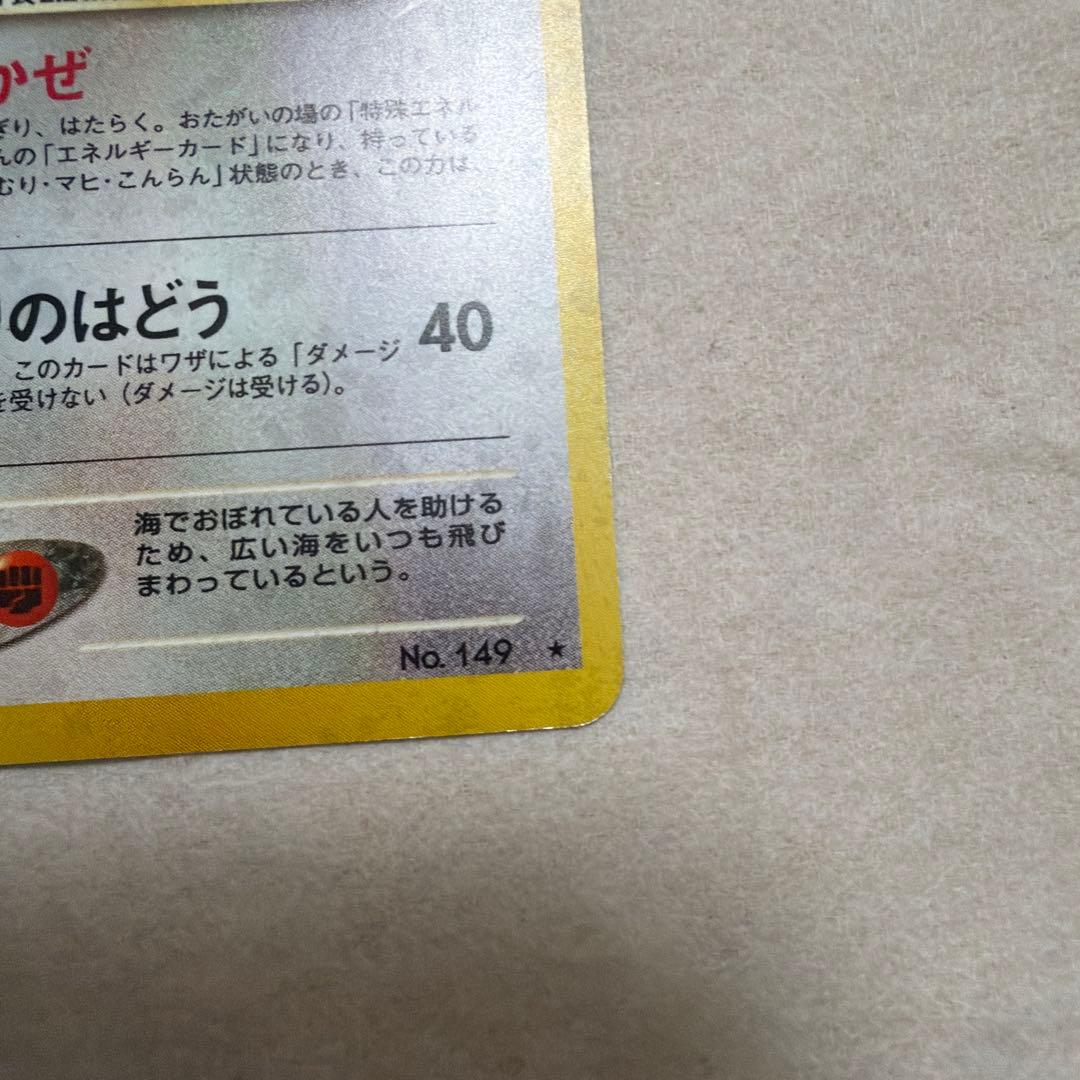 かぜ
ぎり、はたらく。おたがいの場の「特殊エネル
んの「エネルギーカード」になり、持っている
むり・マヒ・こんらん」状態のとき、この力は、
のはどう 40
このカードはワザによる「ダメージ
を受けない（ダメージは受ける）。
海でおぼれている人を助ける
ため、広い海をいつも飛び
まわっているという。
No. 149 ★